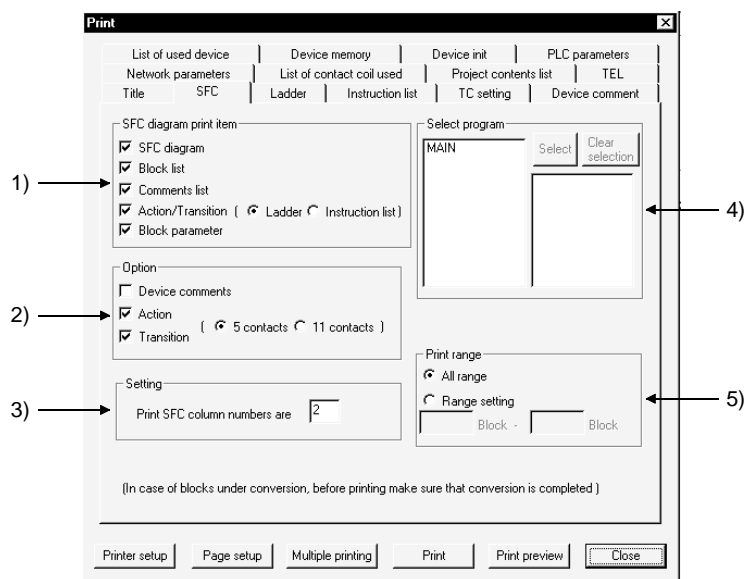 Print
List of used device Device memory Device init PLC parameters
Network parameters List of contact coil used Project contents list TEL
Title SFC Ladder Instruction list TC setting Device comment
SFC diagram print item
SFC diagram
Block list
1)
Comments list
Action/Transition ( Ladder Instruction list )
Block parameter
Select program
MAIN
Select
Clear selection
4)
Option
Device comments
2)
Action
Transition
( 5 contacts 11 contacts )
Print range
All range
Range setting
5)
Block - Block
Setting
3)
Print SFC column numbers are 2
(In case of blocks under conversion, before printing make sure that conversion is completed )
Printer setup Page setup Multiple printing Print Print preview Close